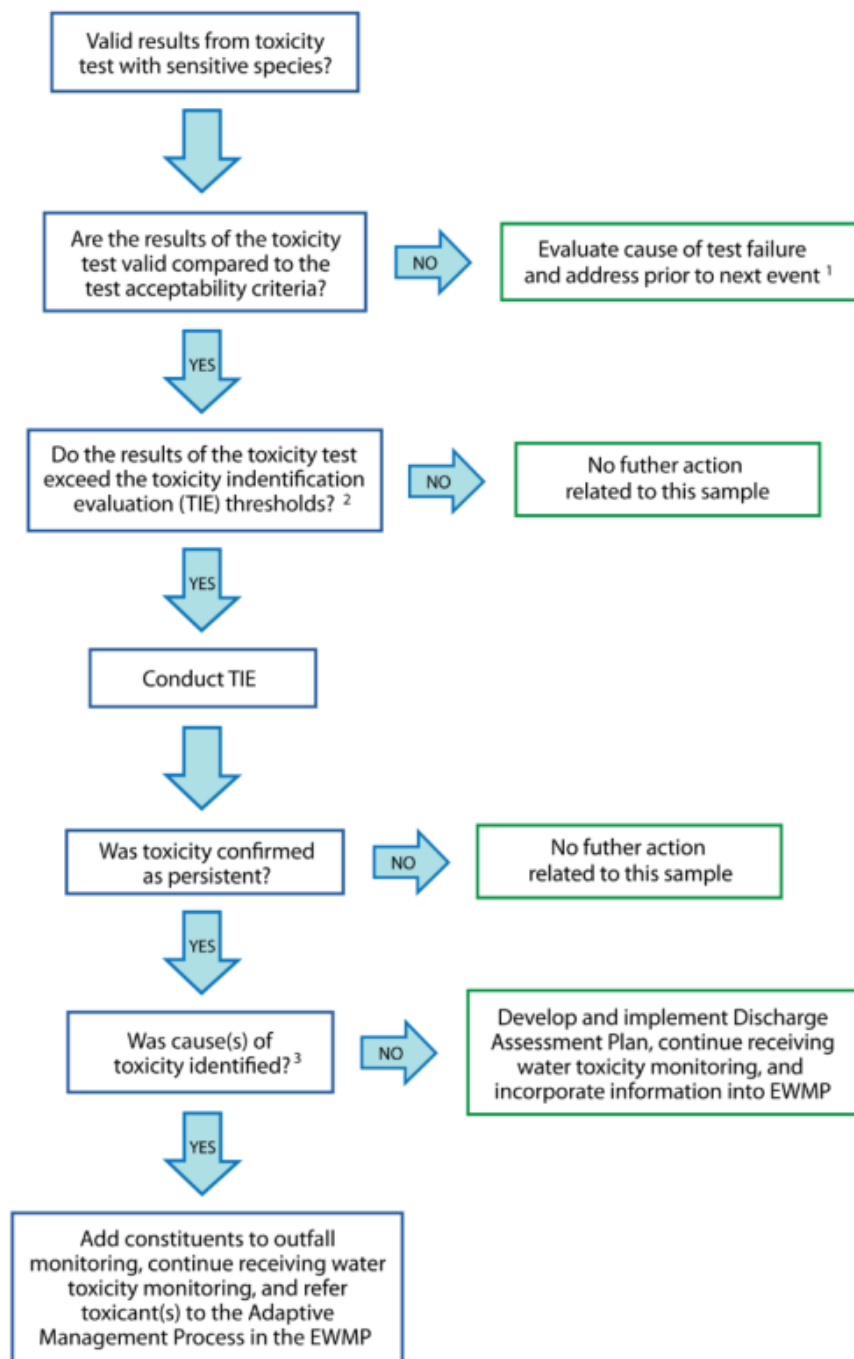 Valid results from toxicity
test with sensitive species?
Are the results of the toxicity
test valid compared to the
test acceptability criteria?
NO
Evaluate cause of test failure
and address prior to next event 1
YES
Do the results of the toxicity test
exceed the toxicity indentification
evaluation (TIE) thresholds? 2
NO
No futher action
related to this sample
YES
Conduct TIE
Was toxicity confirmed
as persistent?
NO
No futher action
related to this sample
YES
Was cause(s) of
toxicity identified? 3
NO
Develop and implement Discharge
Assessment Plan, continue receiving
water toxicity monitoring, and
incorporate information into EWMP
YES
Add constituents to outfall
monitoring, continue receiving water
toxicity monitoring, and refer
toxicant(s) to the Adaptive
Management Process in the EWMP